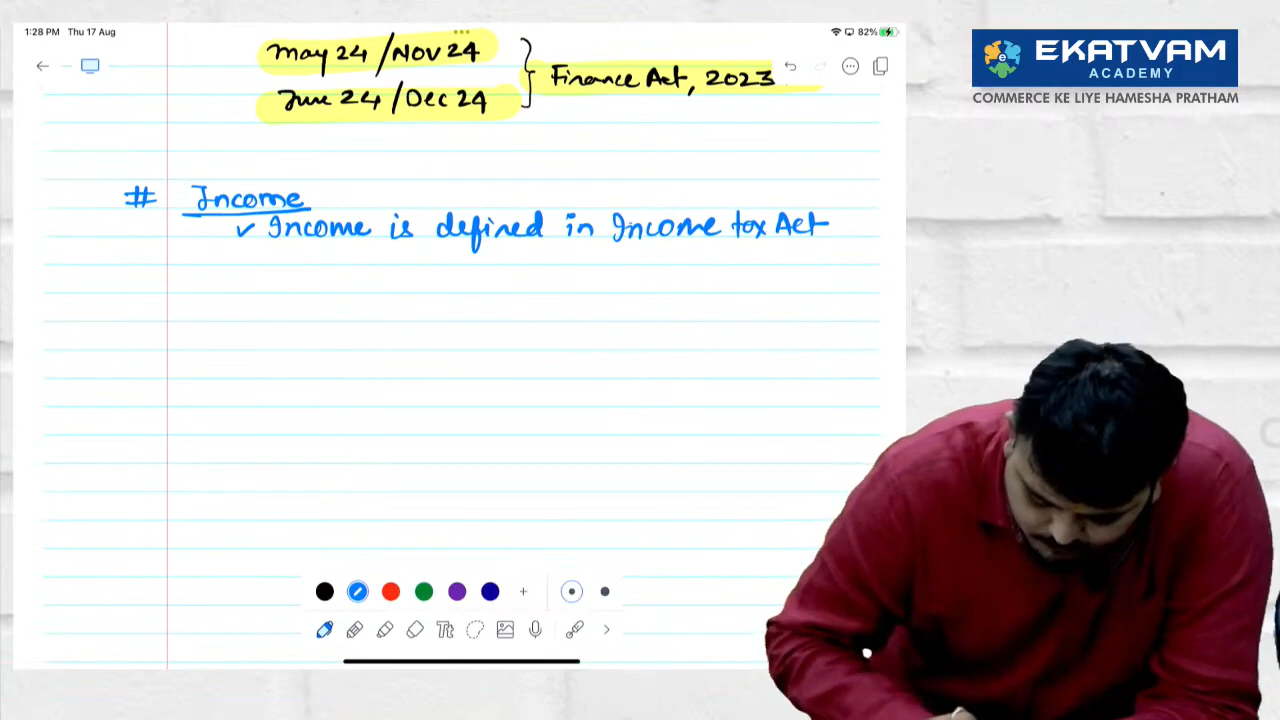 1:28 PM Thu 17 Aug
82%
May 24 / Nov 24
June 24 / Dec 24
Finance Act, 2023
EKATVAM
ACADEMY
COMMERCE KE LIYE HAMESHA PRATHAM
# Income
✓ Income is defined in Income tax Act
Tt